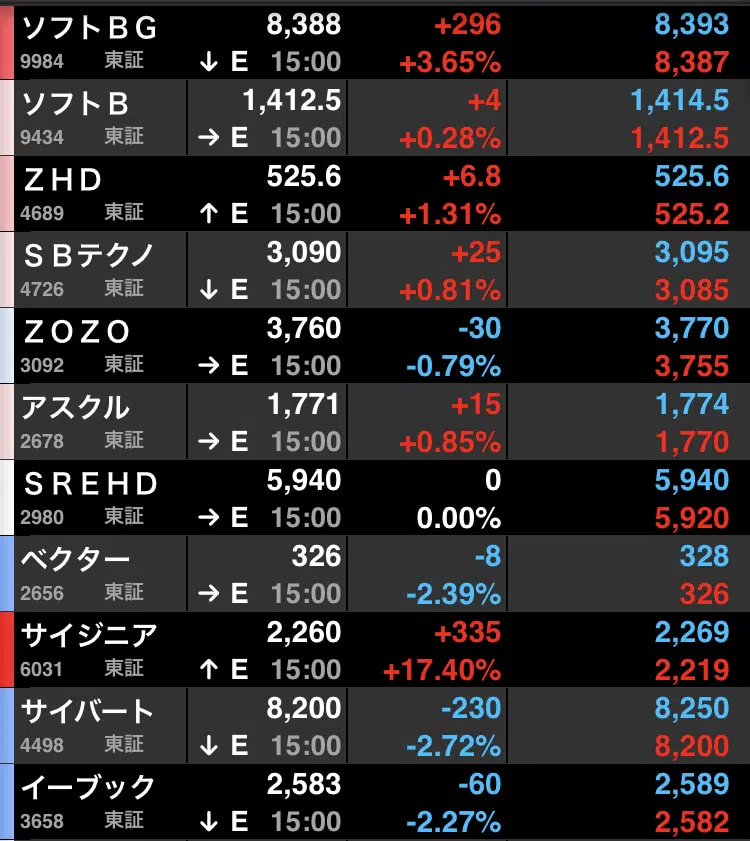 ソフトＢＧ 8,388 +296 8,393
9984 東証 ↓ E 15:00 +3.65% 8,387
ソフトＢ 1,412.5 +4 1,414.5
9434 東証 → E 15:00 +0.28% 1,412.5
ＺＨＤ 525.6 +6.8 525.6
4689 東証 ↑ E 15:00 +1.31% 525.2
ＳＢテクノ 3,090 +25 3,095
4726 東証 ↓ E 15:00 +0.81% 3,085
ＺＯＺＯ 3,760 -30 3,770
3092 東証 → E 15:00 -0.79% 3,755
アスクル 1,771 +15 1,774
2678 東証 → E 15:00 +0.85% 1,770
ＳＲＥＨＤ 5,940 0 5,940
2980 東証 → E 15:00 0.00% 5,920
ベクター 326 -8 328
2656 東証 → E 15:00 -2.39% 326
サイジニア 2,260 +335 2,269
6031 東証 ↑ E 15:00 +17.40% 2,219
サイバート 8,200 -230 8,250
4498 東証 ↓ E 15:00 -2.72% 8,200
イーブック 2,583 -60 2,589
3658 東証 ↓ E 15:00 -2.27% 2,582